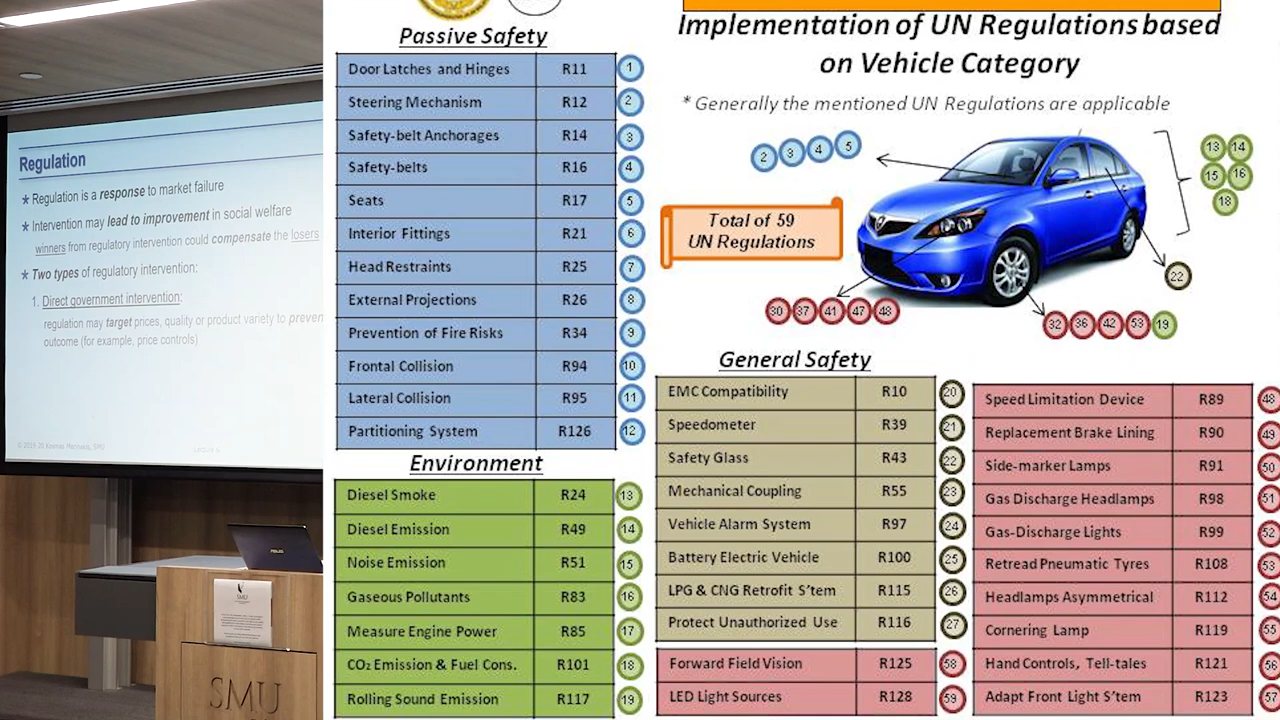 Regulation
Regulation is a response to market failure
Intervention may lead to improvement in social welfare
winners from regulatory intervention could compensate the losers
Two types of regulatory intervention:
1. Direct government intervention:
regulation may target prices, quality or product variety to
outcome (for example, price controls)
ASUS
SMU
SMU
Passive Safety
Door Latches and Hinges R11 1
Steering Mechanism R12 2
Safety-belt Anchorages R14 3
Safety-belts R16 4
Seats R17 5
Interior Fittings R21 6
Head Restraints R25 7
External Projections R26 8
Prevention of Fire Risks R34 9
Frontal Collision R94 10
Lateral Collision R95 11
Partitioning System R126 12
Environment
Diesel Smoke R24 13
Diesel Emission R49 14
Noise Emission R51 15
Gaseous Pollutants R83 16
Measure Engine Power R85 17
CO₂ Emission & Fuel Cons. R101 18
Rolling Sound Emission R117 19
Implementation of UN Regulations based
on Vehicle Category
* Generally the mentioned UN Regulations are applicable
2 3 4 5
13 14
15 16
18
Total of 59
UN Regulations
22
30 37 41 47 48
32 36 42 53 19
General Safety
EMC Compatibility R10 20
Speedometer R39 21
Safety Glass R43 22
Mechanical Coupling R55 23
Vehicle Alarm System R97 24
Battery Electric Vehicle R100 25
LPG & CNG Retrofit S'tem R115 26
Protect Unauthorized Use R116 27
Forward Field Vision R125 58
LED Light Sources R128 59
Speed Limitation Device R89 48
Replacement Brake Lining R90 49
Side-marker Lamps R91 50
Gas Discharge Headlamps R98 51
Gas-Discharge Lights R99 52
Retread Pneumatic Tyres R108 53
Headlamps Asymmetrical R112 54
Cornering Lamp R119 55
Hand Controls, Tell-tales R121 56
Adapt Front Light S'tem R123 57